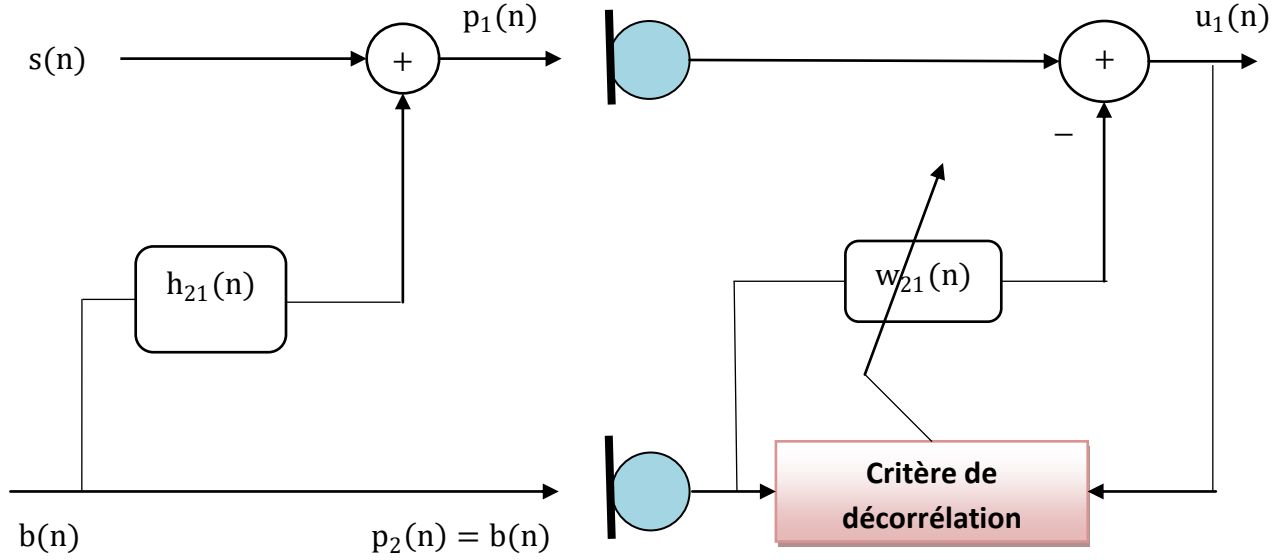 p₁(n)
u₁(n)
s(n)
+
+
−
h₂₁(n)
w₂₁(n)
Critère de
décorrélation
b(n)
p₂(n) = b(n)